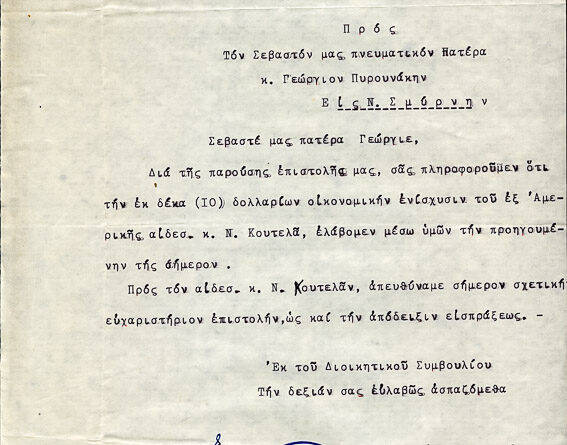 Πρός
Τόν Σεβαστόν μας πνευματικόν Πατέρα
κ. Γεώργιον Πυρουνάκην
Είς Ν. Σμύρνην
Σεβαστέ μας πατέρα Γεώργιε,
Διά τῆς παρούσης ἐπιστολῆς μας, σᾶς πληροφοροῦμεν ὅτι
τήν ἐκ δέκα (ΙΟ) δολλαρίων οἰκονομικήν ἐνίσχυσιν τοῦ ἐξ Ἀμε-
ρικῆς αἰδεσ. κ. Ν. Κουτελᾶ, ἐλάβομεν μέσω ὑμῶν τήν προηγουμέ-
νην τῆς σήμερον .
Πρός τόν αἰδεσ. κ. Ν. Κουτελᾶν, ἀπευθύναμε σήμερον σχετικήν
εὐχαριστήριον ἐπιστολήν,ὡς καί τήν ἀπόδειξιν εἰσπράξεως. -
Ἐκ τοῦ Διοικητικοῦ Συμβουλίου
Τήν δεξιάν σας εὐλαβῶς ἀσπαζόμεθα